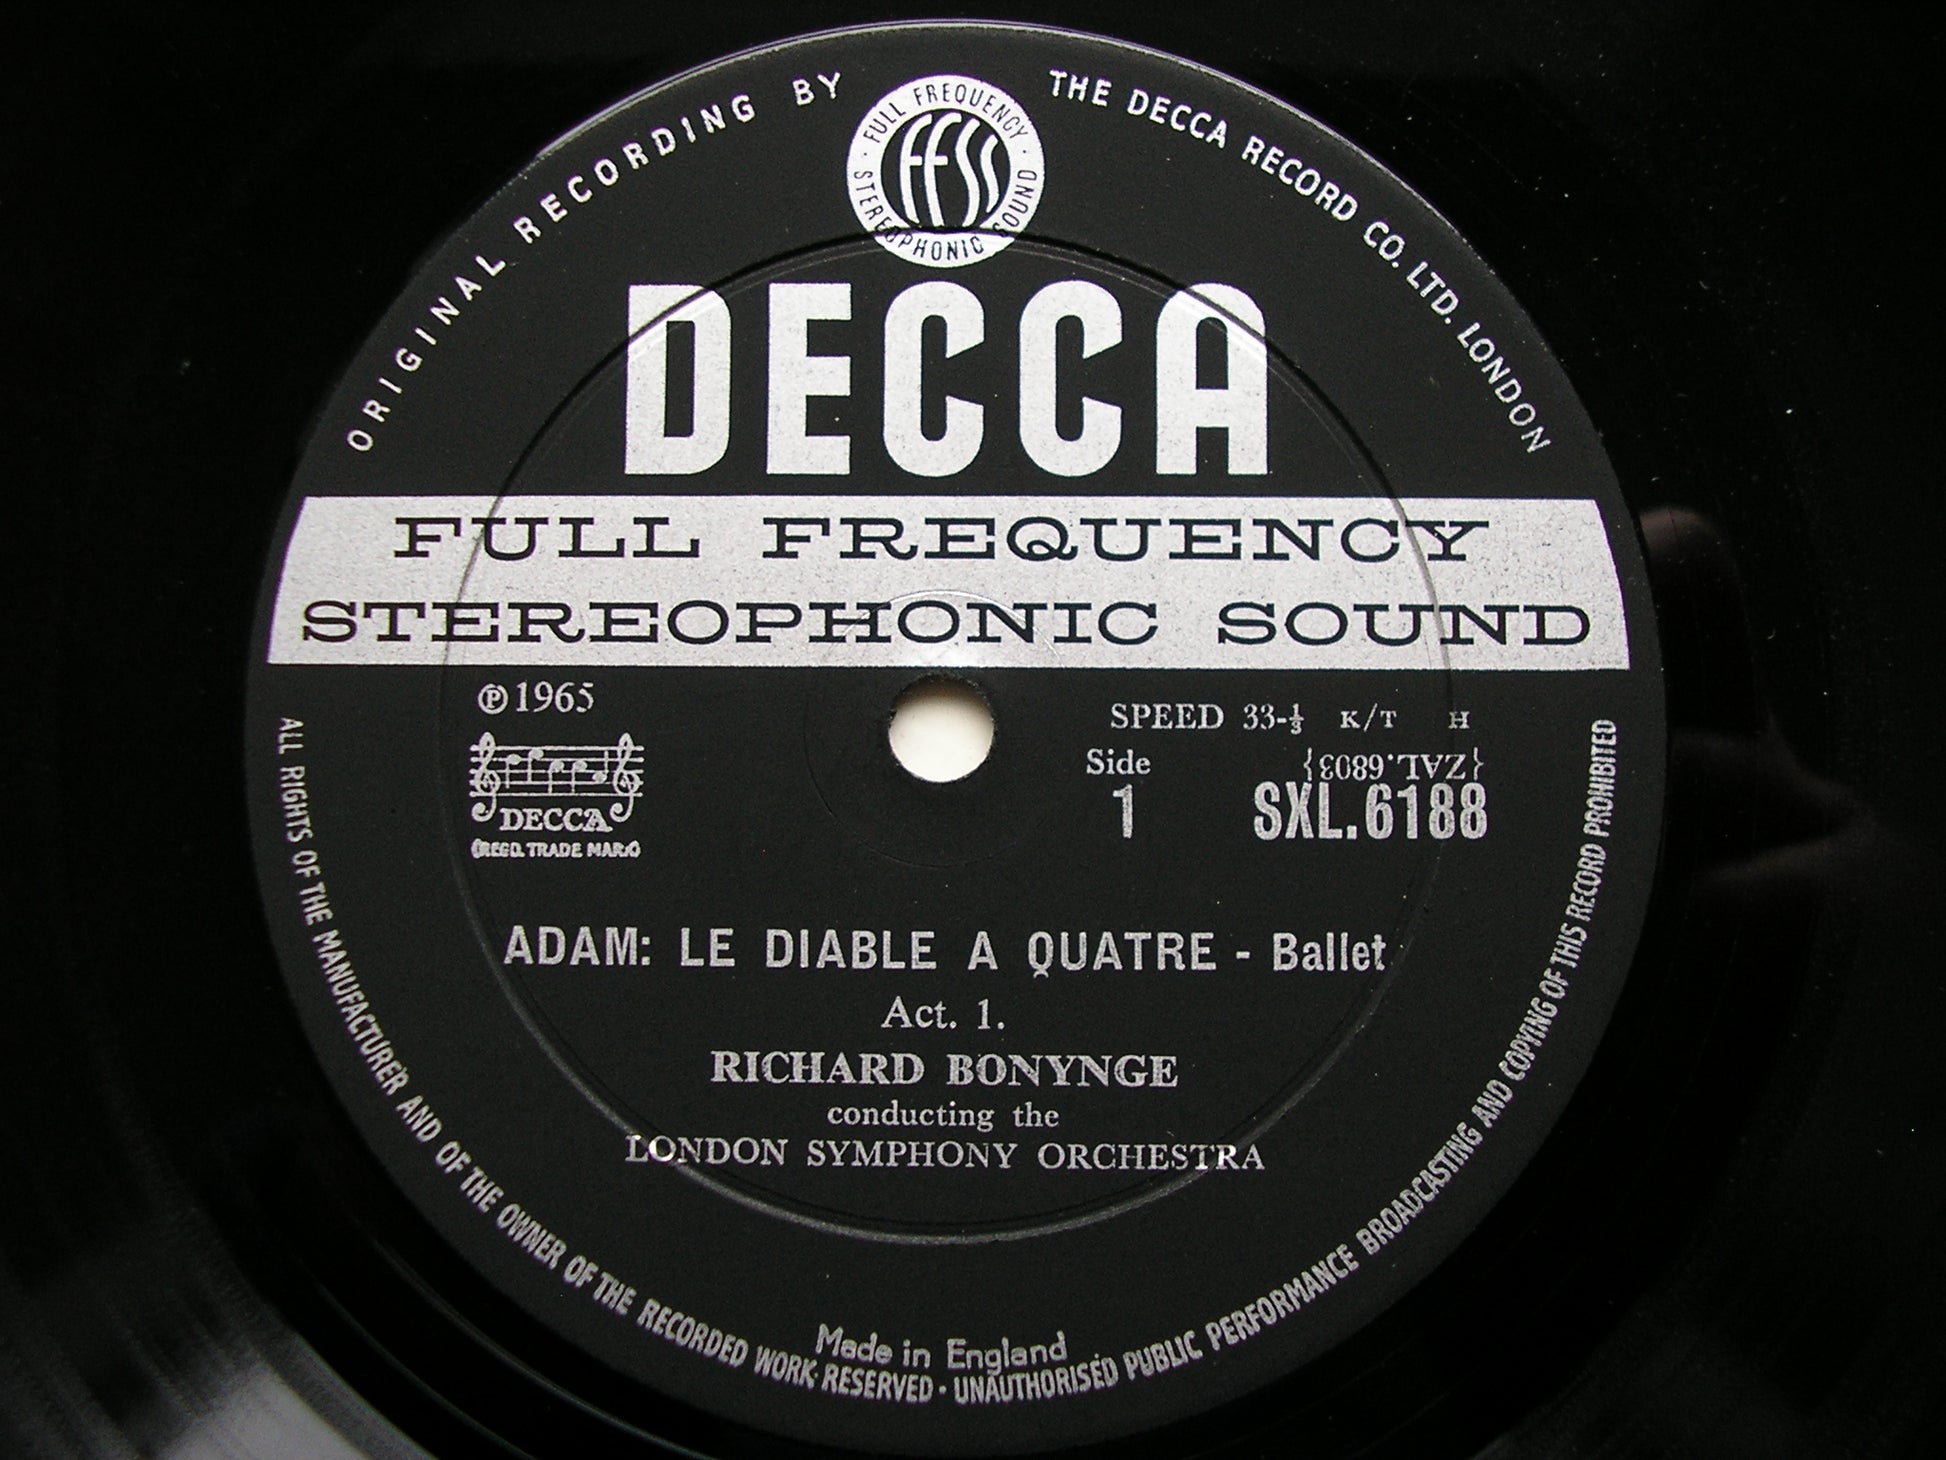 ORIGINAL RECORDING BY THE DECCA RECORD CO. LTD. LONDON
· FULL FREQUENCY · STEREOPHONIC SOUND
FFSS
DECCA
FULL FREQUENCY
STEREOPHONIC SOUND
℗1965
SPEED 33-⅓ K/T H
Side
{ZAL.6803}
1
SXL.6188
DECCA
(REGD. TRADE MARK)
ADAM: LE DIABLE A QUATRE - Ballet
Act. 1.
RICHARD BONYNGE
conducting the
LONDON SYMPHONY ORCHESTRA
Made in England
ALL RIGHTS OF THE MANUFACTURER AND OF THE OWNER OF THE RECORDED WORK RESERVED · UNAUTHORISED PUBLIC PERFORMANCE BROADCASTING AND COPYING OF THIS RECORD PROHIBITED